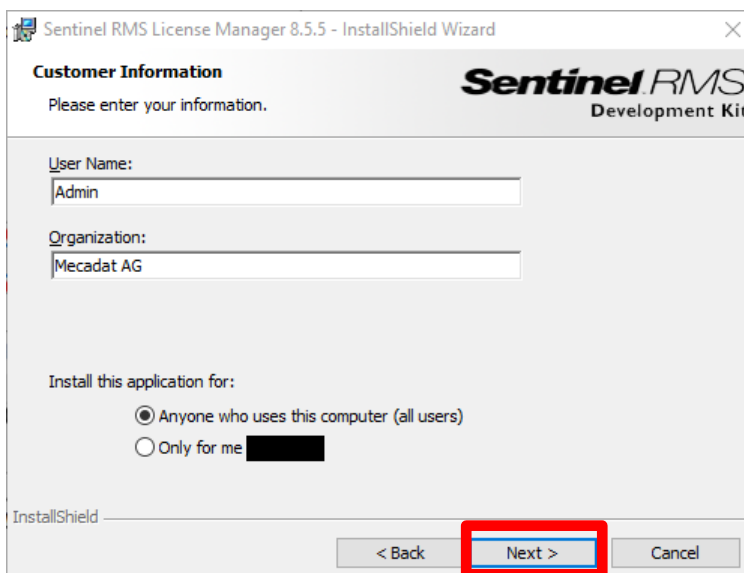 Sentinel RMS License Manager 8.5.5 - InstallShield Wizard
Customer Information
Please enter your information.
Sentinel RMS
Development Kit
User Name:
Admin
Organization:
Mecadat AG
Install this application for:
Anyone who uses this computer (all users)
Only for me
InstallShield
< Back
Next >
Cancel